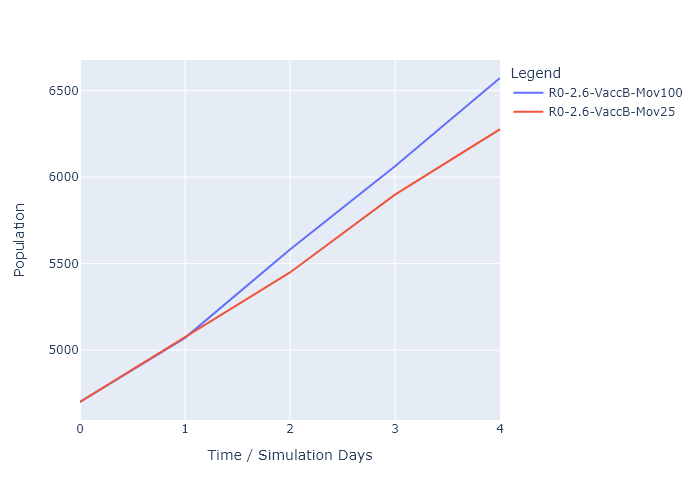 Legend
R0-2.6-VaccB-Mov100
R0-2.6-VaccB-Mov25
Population
6500
6000
5500
5000
0 1 2 3 4
Time / Simulation Days